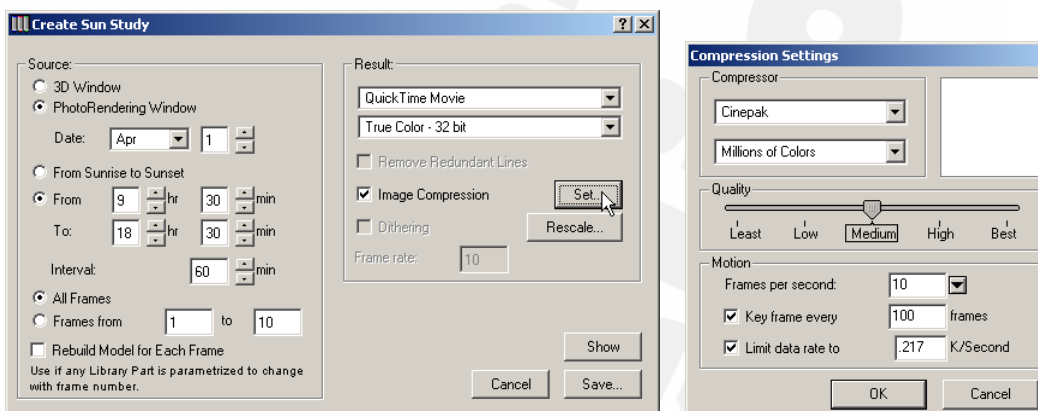 Create Sun Study
Source:
3D Window
PhotoRendering Window
Date: Apr 1
From Sunrise to Sunset
From 9 hr 30 min
To: 18 hr 30 min
Interval: 60 min
All Frames
Frames from 1 to 10
Rebuild Model for Each Frame
Use if any Library Part is parametrized to change
with frame number.
Result:
QuickTime Movie
True Color - 32 bit
Remove Redundant Lines
Image Compression Set...
Dithering Rescale...
Frame rate: 10
Show
Cancel Save...
Compression Settings
Compressor
Cinepak
Millions of Colors
Quality
Least Low Medium High Best
Motion
Frames per second: 10
Key frame every 100 frames
Limit data rate to .217 K/Second
OK Cancel